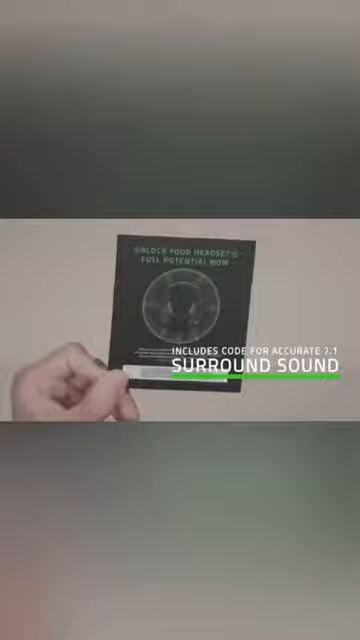 UNLOCK YOUR HEADSET'S
FULL POTENTIAL NOW
INCLUDES CODE FOR ACCURATE 7.1
SURROUND SOUND